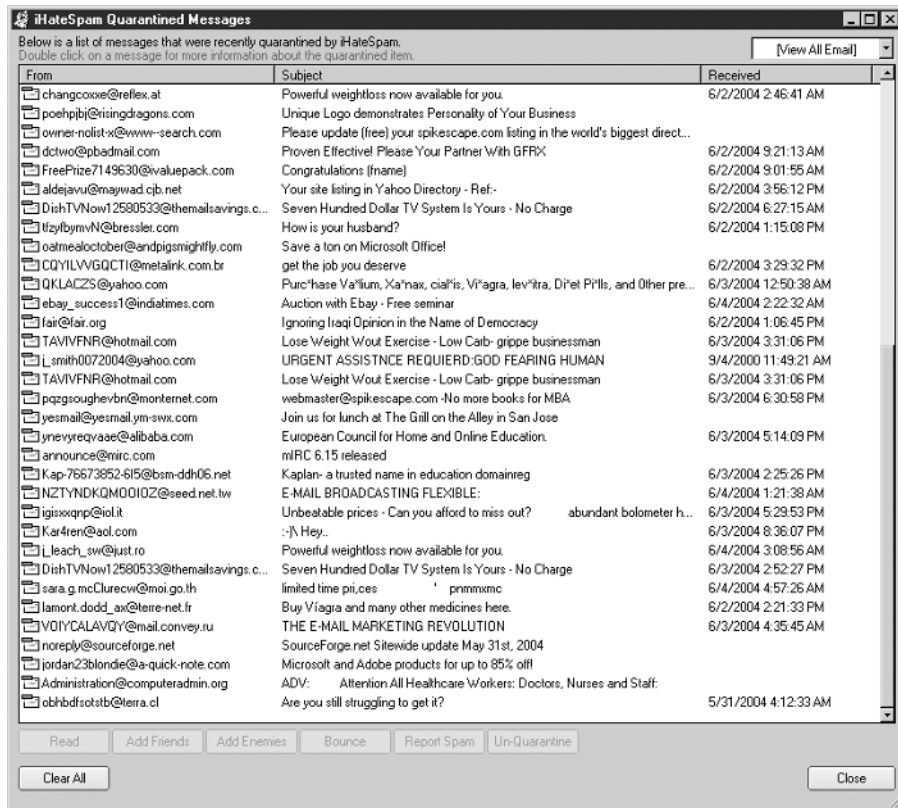 iHateSpam Quarantined Messages
Below is a list of messages that were recently quarantined by iHateSpam.
Double click on a message for more information about the quarantined item.
[View All Email]
From Subject Received
changcoxxe@reflex.at Powerful weightloss now available for you. 6/2/2004 2:46:41 AM
poehpjbj@risingdragons.com Unique Logo demonstrates Personality of Your Business
owner-nolist-x@www--search.com Please update (free) your spikescape.com listing in the world's biggest direct...
dctwo@pbadmail.com Proven Effective! Please Your Partner With GFRX 6/2/2004 9:21:13 AM
FreePrize7149630@ivaluepack.com Congratulations (fname) 6/2/2004 9:01:55 AM
aldejavu@maywad.cjb.net Your site listing in Yahoo Directory - Ref:- 6/2/2004 3:56:12 PM
DishTVNow12580533@themailsavings.c... Seven Hundred Dollar TV System Is Yours - No Charge 6/2/2004 6:27:15 AM
tfzyfbymvN@bressler.com How is your husband? 6/2/2004 1:15:08 PM
oatmealoctober@andpigsmightfly.com Save a ton on Microsoft Office!
CQYILVVGQCTI@metalink.com.br get the job you deserve 6/2/2004 3:29:32 PM
QKLACZS@yahoo.com Purc*hase Va*lium, Xa*nax, cial*is, Vi*agra, lev*itra, Di*et Pi*lls, and Other pre... 6/3/2004 12:50:38 AM
ebay_success1@indiatimes.com Auction with Ebay - Free seminar 6/4/2004 2:22:32 AM
fair@fair.org Ignoring Iraqi Opinion in the Name of Democracy 6/2/2004 1:06:45 PM
TAVIVFNR@hotmail.com Lose Weight Wout Exercise - Low Carb- grippe businessman 6/3/2004 3:31:06 PM
j_smith0072004@yahoo.com URGENT ASSISTNCE REQUIERD:GOD FEARING HUMAN 9/4/2000 11:49:21 AM
TAVIVFNR@hotmail.com Lose Weight Wout Exercise - Low Carb- grippe businessman 6/3/2004 3:31:06 PM
pqzgsoughevbn@monternet.com webmaster@spikescape.com -No more books for MBA 6/3/2004 6:30:58 PM
yesmail@yesmail.ym-swx.com Join us for lunch at The Grill on the Alley in San Jose
ynevyreqvaae@alibaba.com European Council for Home and Online Education. 6/3/2004 5:14:09 PM
announce@mirc.com mIRC 6.15 released
Kap-76673852-6I5@bsm-ddh06.net Kaplan- a trusted name in education domainreg 6/3/2004 2:25:26 PM
NZTYNDKQMOOIOZ@seed.net.tw E-MAIL BROADCASTING FLEXIBLE: 6/4/2004 1:21:38 AM
igisxxqnp@iol.it Unbeatable prices - Can you afford to miss out? abundant bolometer h... 6/3/2004 5:29:53 PM
Kar4ren@aol.com :-)\ Hey.. 6/3/2004 8:36:07 PM
j_leach_sw@just.ro Powerful weightloss now available for you. 6/4/2004 3:08:56 AM
DishTVNow12580533@themailsavings.c... Seven Hundred Dollar TV System Is Yours - No Charge 6/3/2004 2:52:27 PM
sara.g.mcClurecw@moi.go.th limited time pri,ces ' pnmmxmc 6/4/2004 4:57:26 AM
lamont.dodd_ax@terre-net.fr Buy Víagra and many other medicines here. 6/2/2004 2:21:33 PM
VOIYCALAVQY@mail.convey.ru THE E-MAIL MARKETING REVOLUTION 6/3/2004 4:35:45 AM
noreply@sourceforge.net SourceForge.net Sitewide update May 31st, 2004
jordan23blondie@a-quick-note.com Microsoft and Adobe products for up to 85% off!
Administration@computeradmin.org ADV: Attention All Healthcare Workers: Doctors, Nurses and Staff:
obhbdfsotstb@terra.cl Are you still struggling to get it? 5/31/2004 4:12:33 AM
Read Add Friends Add Enemies Bounce Report Spam Un-Quarantine
Clear All Close